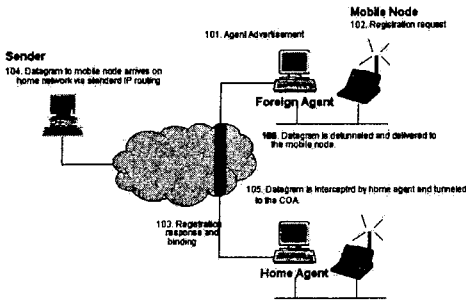 Mobile Node
102. Registration request
101. Agent Advertisement
Sender
104. Datagram to mobile node arrives on
home network via standard IP routing
Foreign Agent
106. Datagram is detunneled and delivered to
the mobile node.
105. Datagram is intercepted by home agent and tunneled
to the COA.
103. Registration
response and
binding
Home Agent